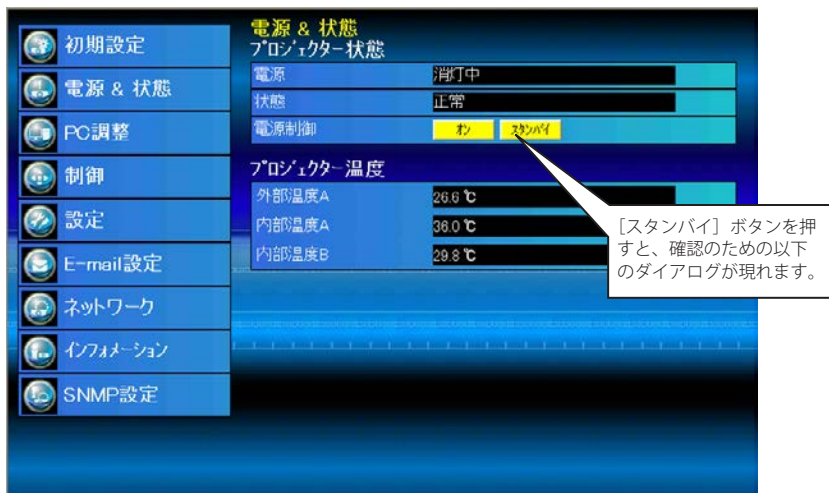 初期設定
電源 & 状態
PC調整
制御
設定
E-mail設定
ネットワーク
インフォメーション
SNMP設定
電源 & 状態
プロジェクター状態
電源 消灯中
状態 正常
電源制御 オン スタンバイ
プロジェクター温度
外部温度A 26.6 ℃
内部温度A 36.0 ℃
内部温度B 29.8 ℃
［スタンバイ］ボタンを押
すと、確認のための以下
のダイアログが現れます。